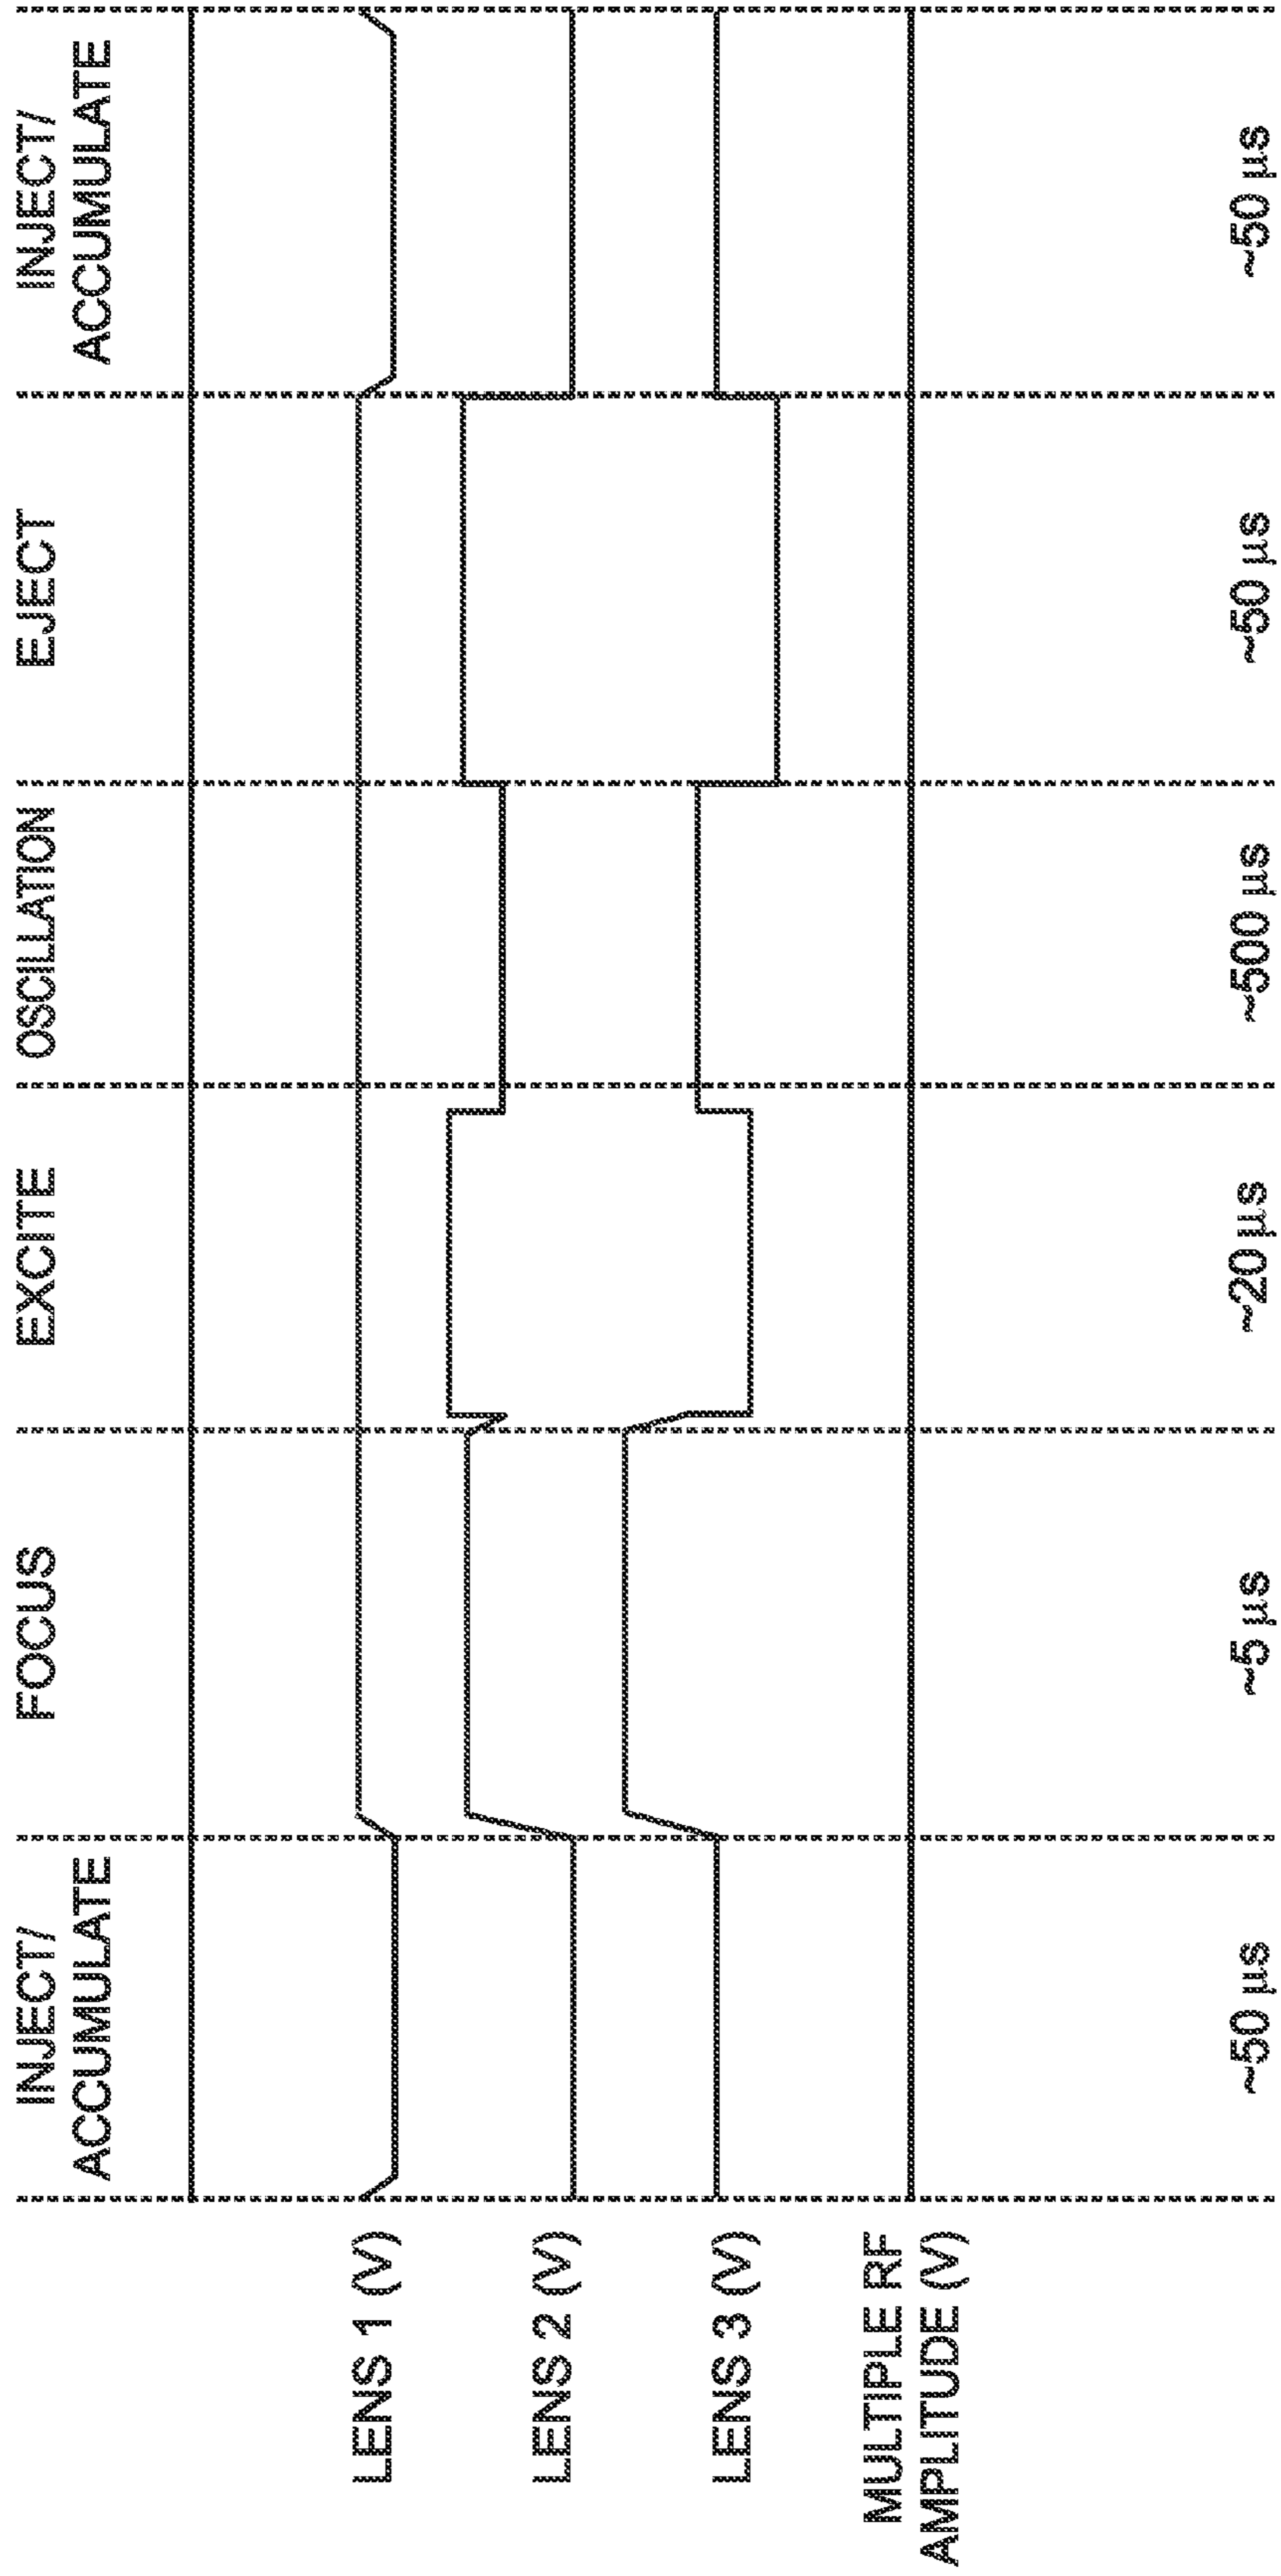 INJECT/
ACCUMULATE
FOCUS
EXCITE
OSCILLATION
EJECT
INJECT/
ACCUMULATE
LENS 1 (V)
LENS 2 (V)
LENS 3 (V)
MULTIPLE RF
AMPLITUDE (V)
~50 µs
~5 µs
~20 µs
~500 µs
~50 µs
~50 µs